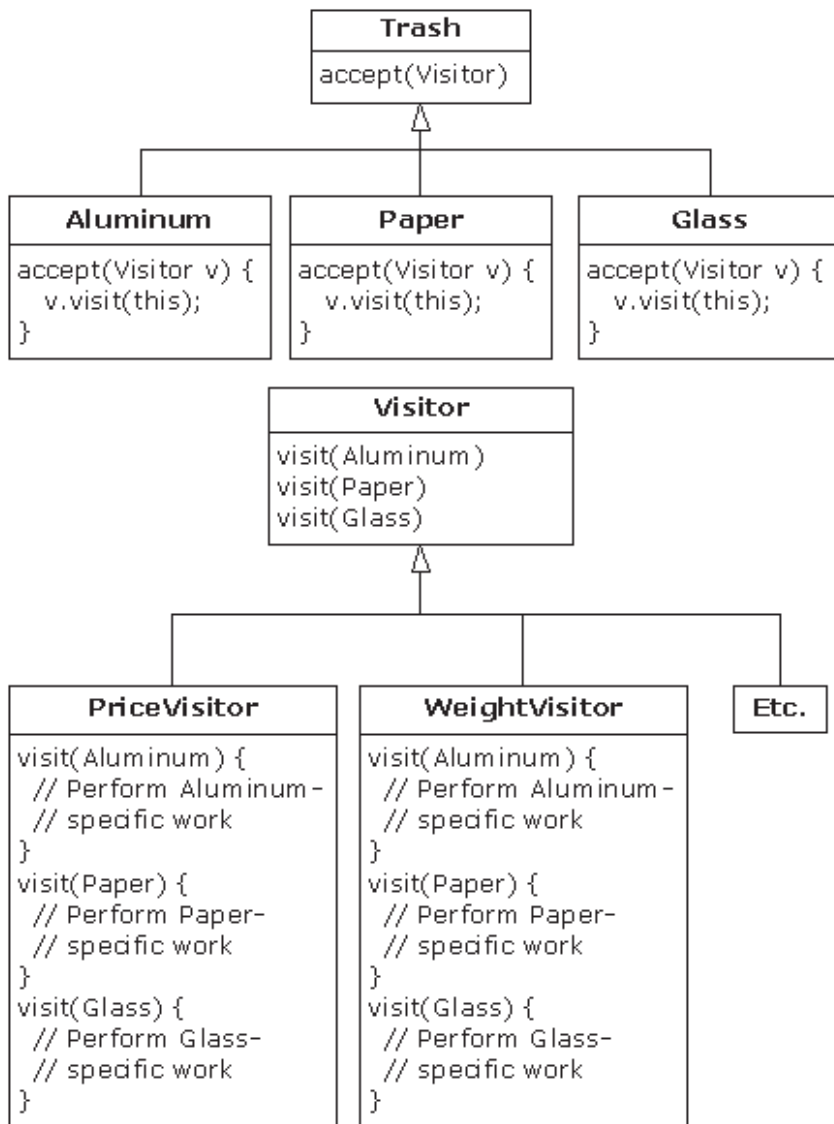 Trash
accept(Visitor)
Aluminum
accept(Visitor v) {
v.visit(this);
}
Paper
accept(Visitor v) {
v.visit(this);
}
Glass
accept(Visitor v) {
v.visit(this);
}
Visitor
visit(Aluminum)
visit(Paper)
visit(Glass)
PriceVisitor
visit(Aluminum) {
// Perform Aluminum-
// specific work
}
visit(Paper) {
// Perform Paper-
// specific work
}
visit(Glass) {
// Perform Glass-
// specific work
}
WeightVisitor
visit(Aluminum) {
// Perform Aluminum-
// specific work
}
visit(Paper) {
// Perform Paper-
// specific work
}
visit(Glass) {
// Perform Glass-
// specific work
}
Etc.